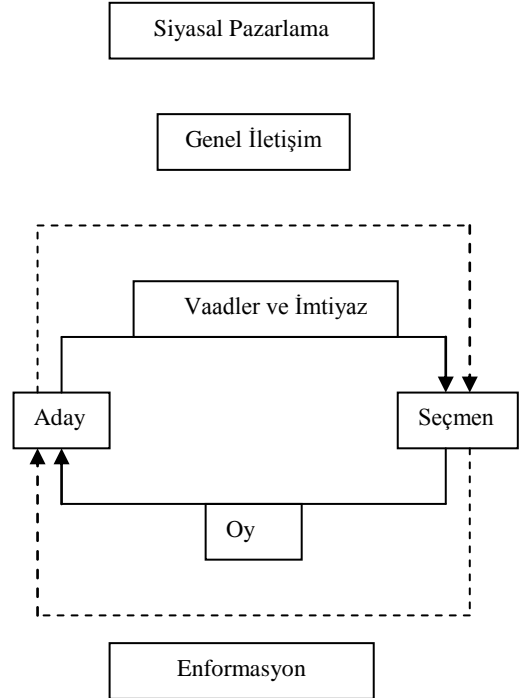 Siyasal Pazarlama
Genel İletişim
Vaadler ve İmtiyaz
Aday
Seçmen
Oy
Enformasyon